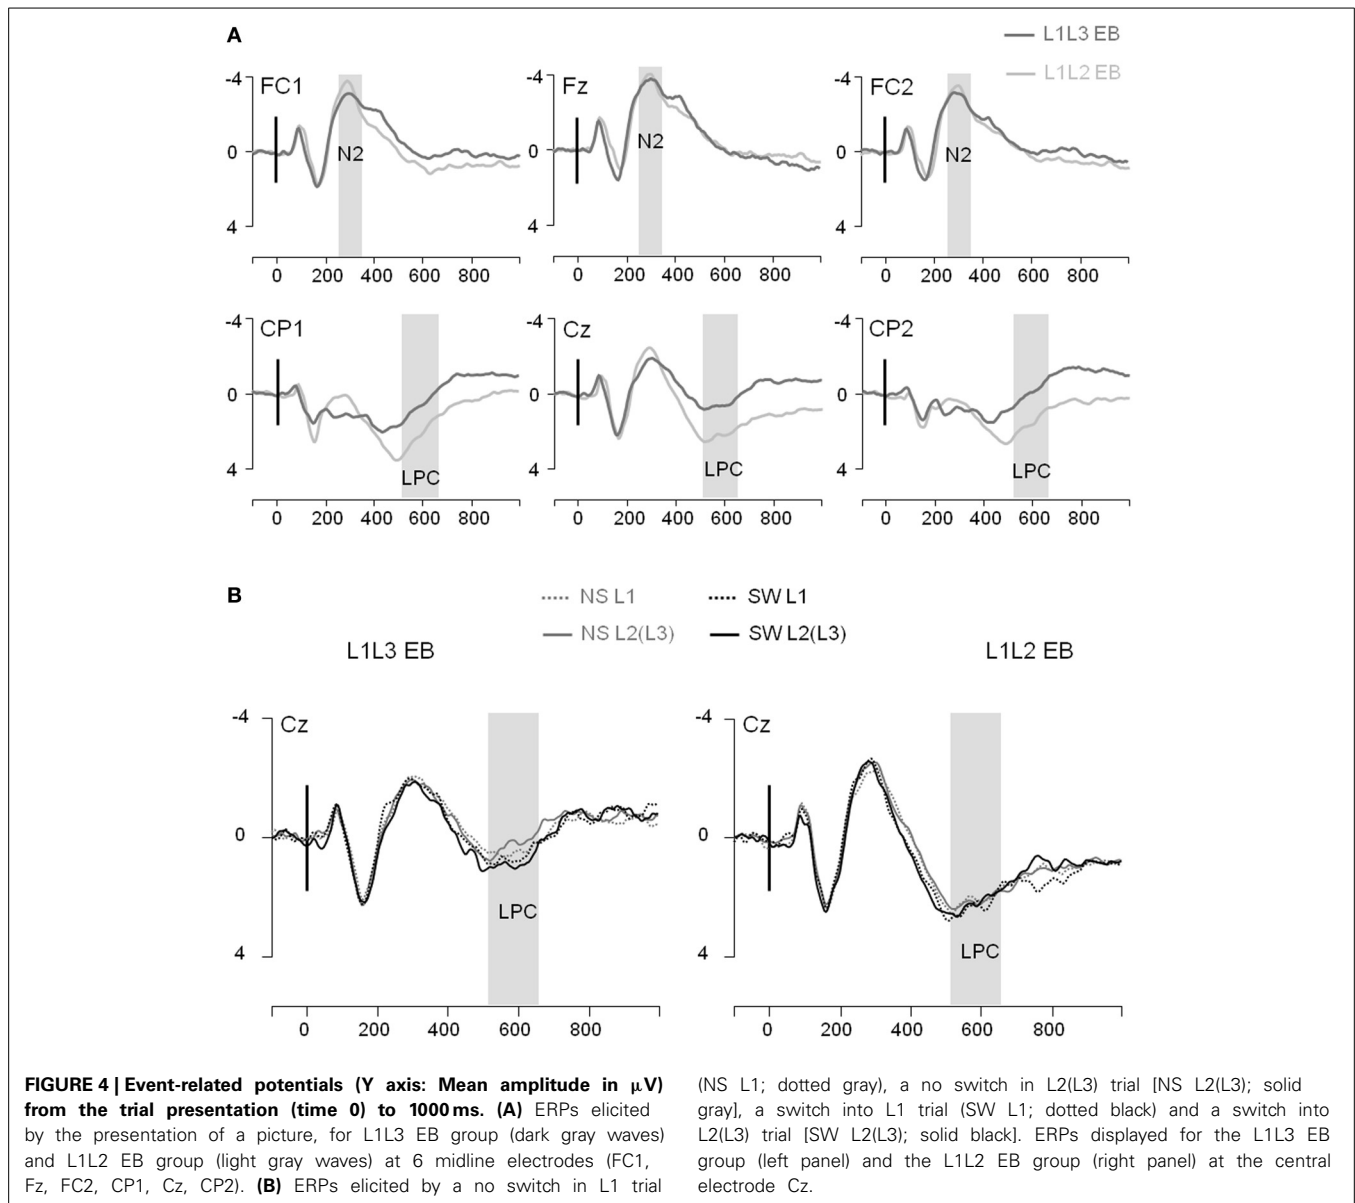 A
L1L3 EB
L1L2 EB
-4 FC1
0
N2
4
0 200 400 600 800
-4 Fz
0
N2
4
0 200 400 600 800
-4 FC2
0
N2
4
0 200 400 600 800
-4 CP1
0
4
LPC
0 200 400 600 800
-4 Cz
0
4
LPC
0 200 400 600 800
-4 CP2
0
4
LPC
0 200 400 600 800
B
NS L1 SW L1
NS L2(L3) SW L2(L3)
L1L3 EB
L1L2 EB
-4 Cz
0
LPC
4
0 200 400 600 800
-4 Cz
0
LPC
4
0 200 400 600 800
FIGURE 4 | Event-related potentials (Y axis: Mean amplitude in μV)
from the trial presentation (time 0) to 1000 ms. (A) ERPs elicited
by the presentation of a picture, for L1L3 EB group (dark gray waves)
and L1L2 EB group (light gray waves) at 6 midline electrodes (FC1,
Fz, FC2, CP1, Cz, CP2). (B) ERPs elicited by a no switch in L1 trial
(NS L1; dotted gray), a no switch in L2(L3) trial [NS L2(L3); solid
gray], a switch into L1 trial (SW L1; dotted black) and a switch into
L2(L3) trial [SW L2(L3); solid black]. ERPs displayed for the L1L3 EB
group (left panel) and the L1L2 EB group (right panel) at the central
electrode Cz.